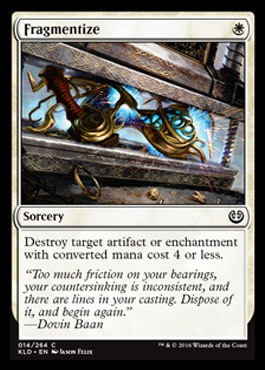 Fragmentize
Sorcery
Destroy target artifact or enchantment
with converted mana cost 4 or less.
“Too much friction on your bearings,
your countersinking is inconsistent, and
there are lines in your casting. Dispose of
it, and begin again.”
—Dovin Baan
014/264 C
KLD • EN Jason Felix
™ & © 2016 Wizards of the Coast